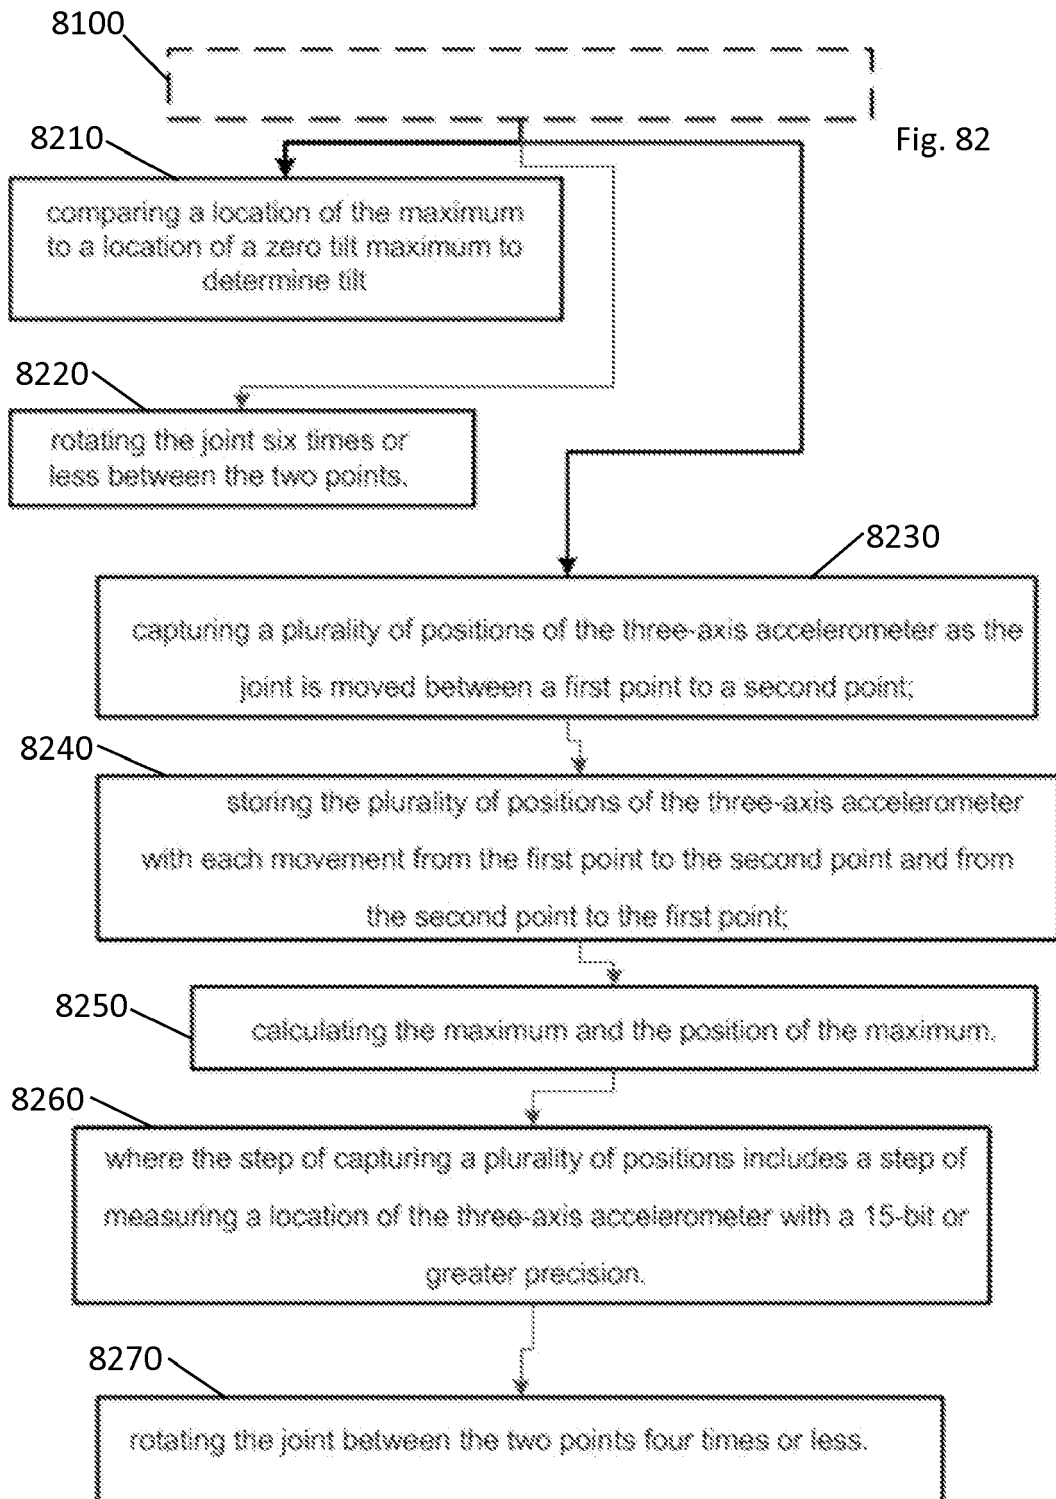 8100
Fig. 82
8210
comparing a location of the maximum
to a location of a zero tilt maximum to
determine tilt
8220
rotating the joint six times or
less between the two points.
8230
capturing a plurality of positions of the three-axis accelerometer as the
joint is moved between a first point to a second point;
8240
storing the plurality of positions of the three-axis accelerometer
with each movement from the first point to the second point and from
the second point to the first point;
8250
calculating the maximum and the position of the maximum.
8260
where the step of capturing a plurality of positions includes a step of
measuring a location of the three-axis accelerometer with a 15-bit or
greater precision.
8270
rotating the joint between the two points four times or less.